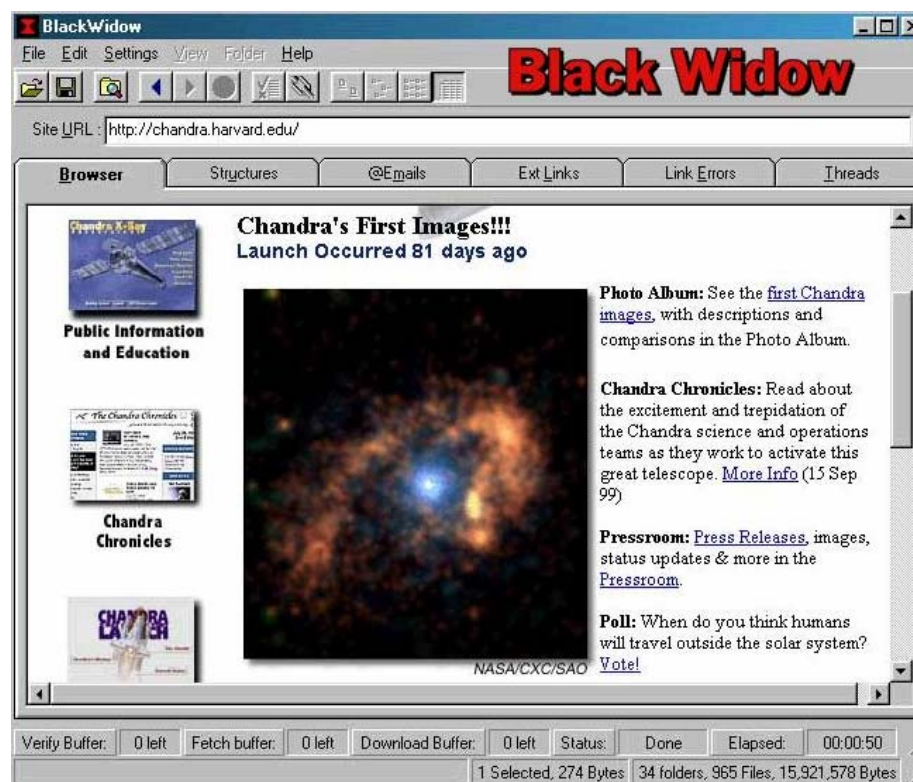 BlackWidow
File Edit Settings View Folder Help
Black Widow
Site URL : http://chandra.harvard.edu/
Browser Structures @Emails Ext Links Link Errors Threads
Chandra X-Ray
Public Information
and Education
The Chandra Chronicles
Chandra
Chronicles
CHANDRA
LAUNCH
Chandra's First Images!!!
Launch Occurred 81 days ago
NASA/CXC/SAO
Photo Album: See the first Chandra
images, with descriptions and
comparisons in the Photo Album.
Chandra Chronicles: Read about
the excitement and trepidation of
the Chandra science and operations
teams as they work to activate this
great telescope. More Info (15 Sep
99)
Pressroom: Press Releases, images,
status updates & more in the
Pressroom.
Poll: When do you think humans
will travel outside the solar system?
Vote!
Verify Buffer: 0 left Fetch buffer: 0 left Download Buffer: 0 left Status: Done Elapsed: 00:00:50
1 Selected, 274 Bytes 34 folders, 965 Files, 15,921,578 Bytes